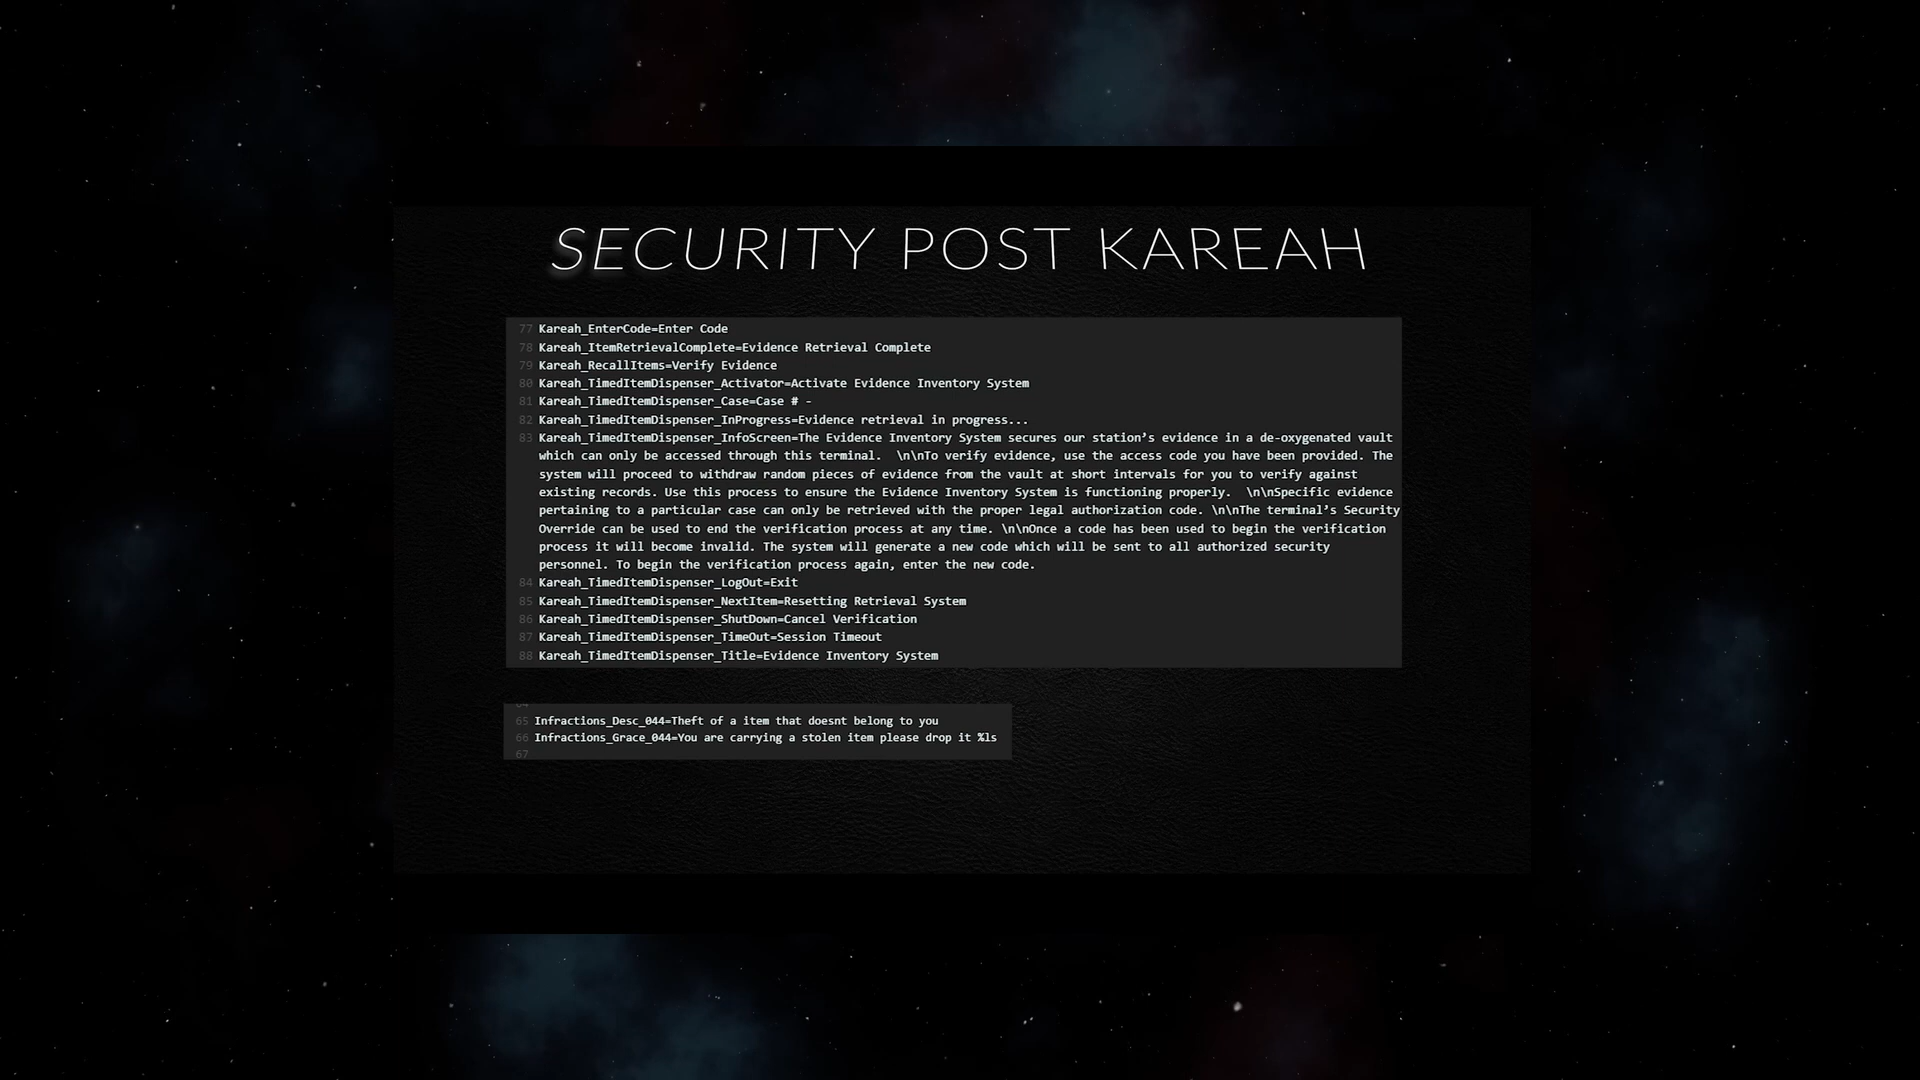 SECURITY POST KAREAH
77 Kareah_EnterCode=Enter Code
78 Kareah_ItemRetrievalComplete=Evidence Retrieval Complete
79 Kareah_RecallItems=Verify Evidence
80 Kareah_TimedItemDispenser_Activator=Activate Evidence Inventory System
81 Kareah_TimedItemDispenser_Case=Case # -
82 Kareah_TimedItemDispenser_InProgress=Evidence retrieval in progress...
83 Kareah_TimedItemDispenser_InfoScreen=The Evidence Inventory System secures our station’s evidence in a de-oxygenated vault
which can only be accessed through this terminal.  \n\nTo verify evidence, use the access code you have been provided. The
system will proceed to withdraw random pieces of evidence from the vault at short intervals for you to verify against
existing records. Use this process to ensure the Evidence Inventory System is functioning properly.  \n\nSpecific evidence
pertaining to a particular case can only be retrieved with the proper legal authorization code. \n\nThe terminal’s Security
Override can be used to end the verification process at any time. \n\nOnce a code has been used to begin the verification
process it will become invalid. The system will generate a new code which will be sent to all authorized security
personnel. To begin the verification process again, enter the new code.
84 Kareah_TimedItemDispenser_LogOut=Exit
85 Kareah_TimedItemDispenser_NextItem=Resetting Retrieval System
86 Kareah_TimedItemDispenser_ShutDown=Cancel Verification
87 Kareah_TimedItemDispenser_TimeOut=Session Timeout
88 Kareah_TimedItemDispenser_Title=Evidence Inventory System
64
65 Infractions_Desc_044=Theft of a item that doesnt belong to you
66 Infractions_Grace_044=You are carrying a stolen item please drop it %ls
67